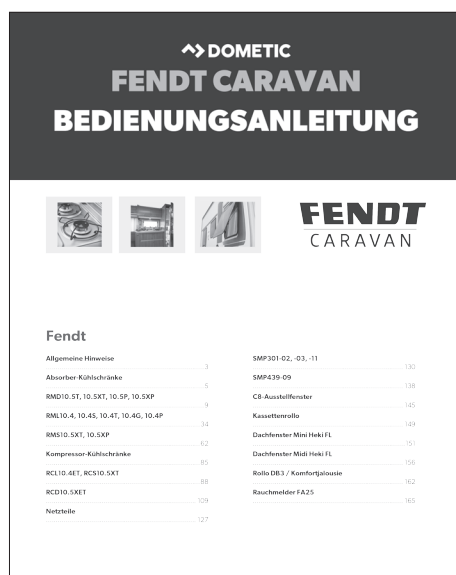 DOMETIC
FENDT CARAVAN
BEDIENUNGSANLEITUNG
FENDT
CARAVAN
Fendt
Allgemeine Hinweise
3
Absorber-Kühlschränke
5
RMD10.5T, 10.5XT, 10.5P, 10.5XP
9
RML10.4, 10.4S, 10.4T, 10.4G, 10.4P
34
RMS10.5XT, 10.5XP
62
Kompressor-Kühlschränke
85
RCL10.4ET, RCS10.5XT
88
RCD10.5XET
109
Netzteile
127
SMP301-02, -03, -11
130
SMP439-09
138
C8-Ausstellfenster
145
Kassettenrollo
149
Dachfenster Mini Heki FL
151
Dachfenster Midi Heki FL
156
Rollo DB3 / Komfortjalousie
162
Rauchmelder FA25
165